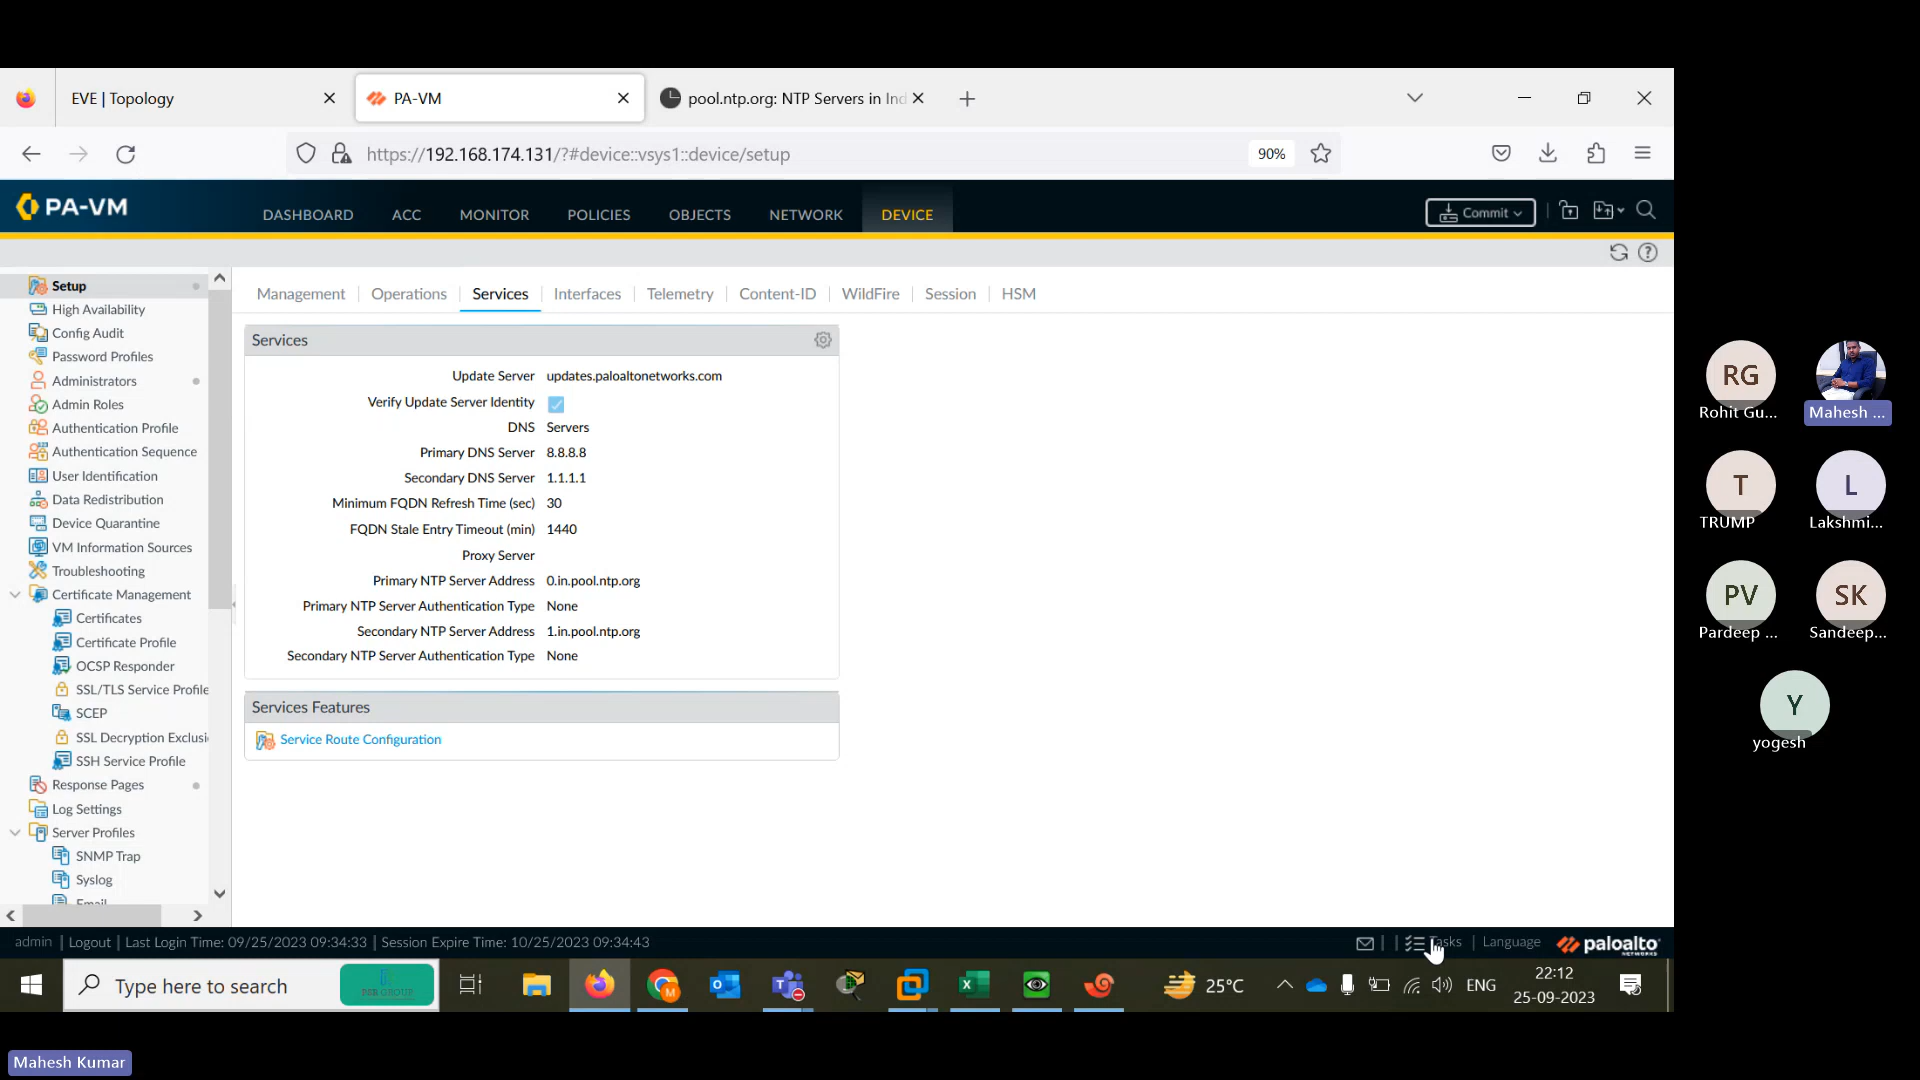 EVE | Topology
PA-VM
pool.ntp.org: NTP Servers in Ind
https://192.168.174.131/?#device::vsys1::device/setup
90%
PA-VM
DASHBOARD
ACC
MONITOR
POLICIES
OBJECTS
NETWORK
DEVICE
Commit
Setup
High Availability
Config Audit
Password Profiles
Administrators
Admin Roles
Authentication Profile
Authentication Sequence
User Identification
Data Redistribution
Device Quarantine
VM Information Sources
Troubleshooting
Certificate Management
Certificates
Certificate Profile
OCSP Responder
SSL/TLS Service Profile
SCEP
SSL Decryption Exclusi
SSH Service Profile
Response Pages
Log Settings
Server Profiles
SNMP Trap
Syslog
Email
Management
Operations
Services
Interfaces
Telemetry
Content-ID
WildFire
Session
HSM
Services
Update Server updates.paloaltonetworks.com
Verify Update Server Identity
DNS Servers
Primary DNS Server 8.8.8.8
Secondary DNS Server 1.1.1.1
Minimum FQDN Refresh Time (sec) 30
FQDN Stale Entry Timeout (min) 1440
Proxy Server
Primary NTP Server Address 0.in.pool.ntp.org
Primary NTP Server Authentication Type None
Secondary NTP Server Address 1.in.pool.ntp.org
Secondary NTP Server Authentication Type None
Services Features
Service Route Configuration
admin | Logout | Last Login Time: 09/25/2023 09:34:33 | Session Expire Time: 10/25/2023 09:34:43
Tasks | Language
paloalto
NETWORKS
Type here to search
25°C
ENG
22:12
25-09-2023
RG
Rohit Gu...
Mahesh ...
T
TRUMP
L
Lakshmi...
PV
Pardeep ...
SK
Sandeep...
Y
yogesh
Mahesh Kumar